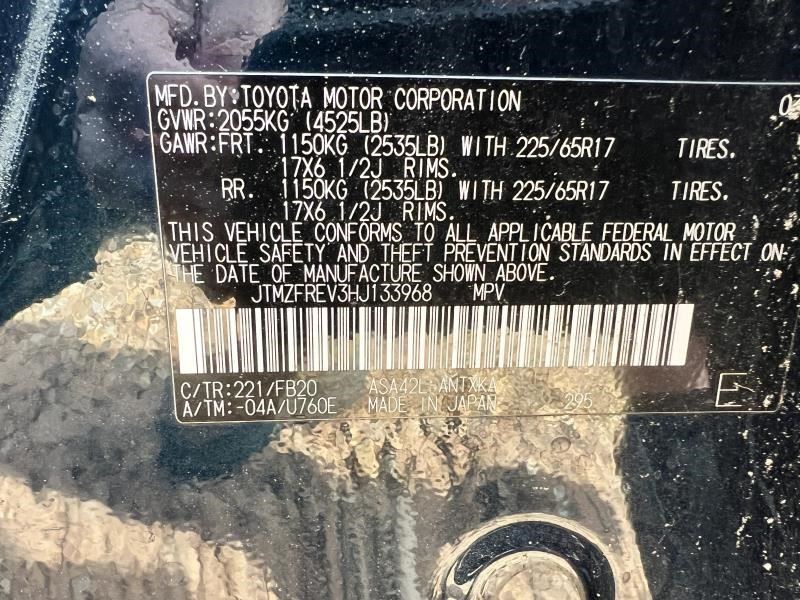 MFD.BY:TOYOTA MOTOR CORPORATION
GVWR:2055KG (4525LB)
GAWR:FRT. 1150KG (2535LB) WITH 225/65R17 TIRES.
17X6 1/2J RIMS.
RR. 1150KG (2535LB) WITH 225/65R17 TIRES.
17X6 1/2J RIMS.
THIS VEHICLE CONFORMS TO ALL APPLICABLE FEDERAL MOTOR
VEHICLE SAFETY AND THEFT PREVENTION STANDARDS IN EFFECT ON
THE DATE OF MANUFACTURE SHOWN ABOVE.
JTMZFREV3HJ133968 MPV
C/TR:221/FB20 ASA42L-ANTXKA
A/TM:-04A/U760E MADE IN JAPAN 295 E